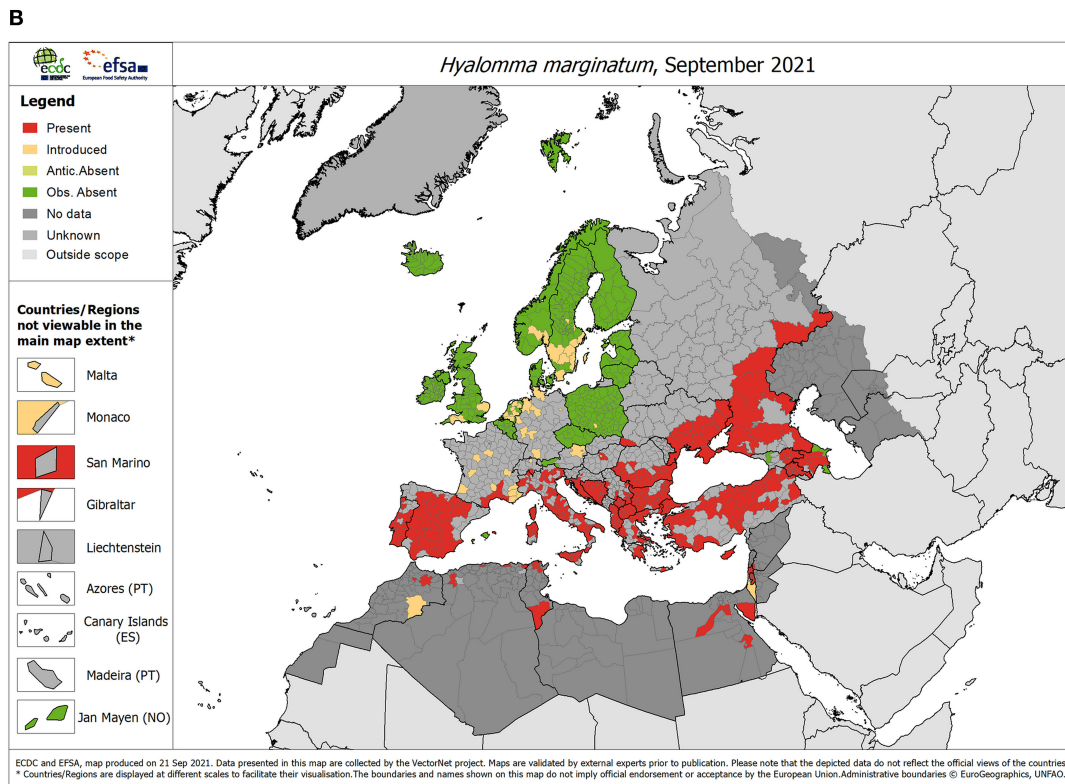 B
ecdc
efsa
European Food Safety Authority
Hyalomma marginatum, September 2021
Legend
Present
Introduced
Antic.Absent
Obs. Absent
No data
Unknown
Outside scope
Countries/Regions
not viewable in the
main map extent*
Malta
Monaco
San Marino
Gibraltar
Liechtenstein
Azores (PT)
Canary Islands
(ES)
Madeira (PT)
Jan Mayen (NO)
ECDC and EFSA, map produced on 21 Sep 2021. Data presented in this map are collected by the VectorNet project. Maps are validated by external experts prior to publication. Please note that the depicted data do not reflect the official views of the countries
* Countries/Regions are displayed at different scales to facilitate their visualisation.The boundaries and names shown on this map do not imply official endorsement or acceptance by the European Union.Administrative boundaries © EuroGeographics, UNFAO.